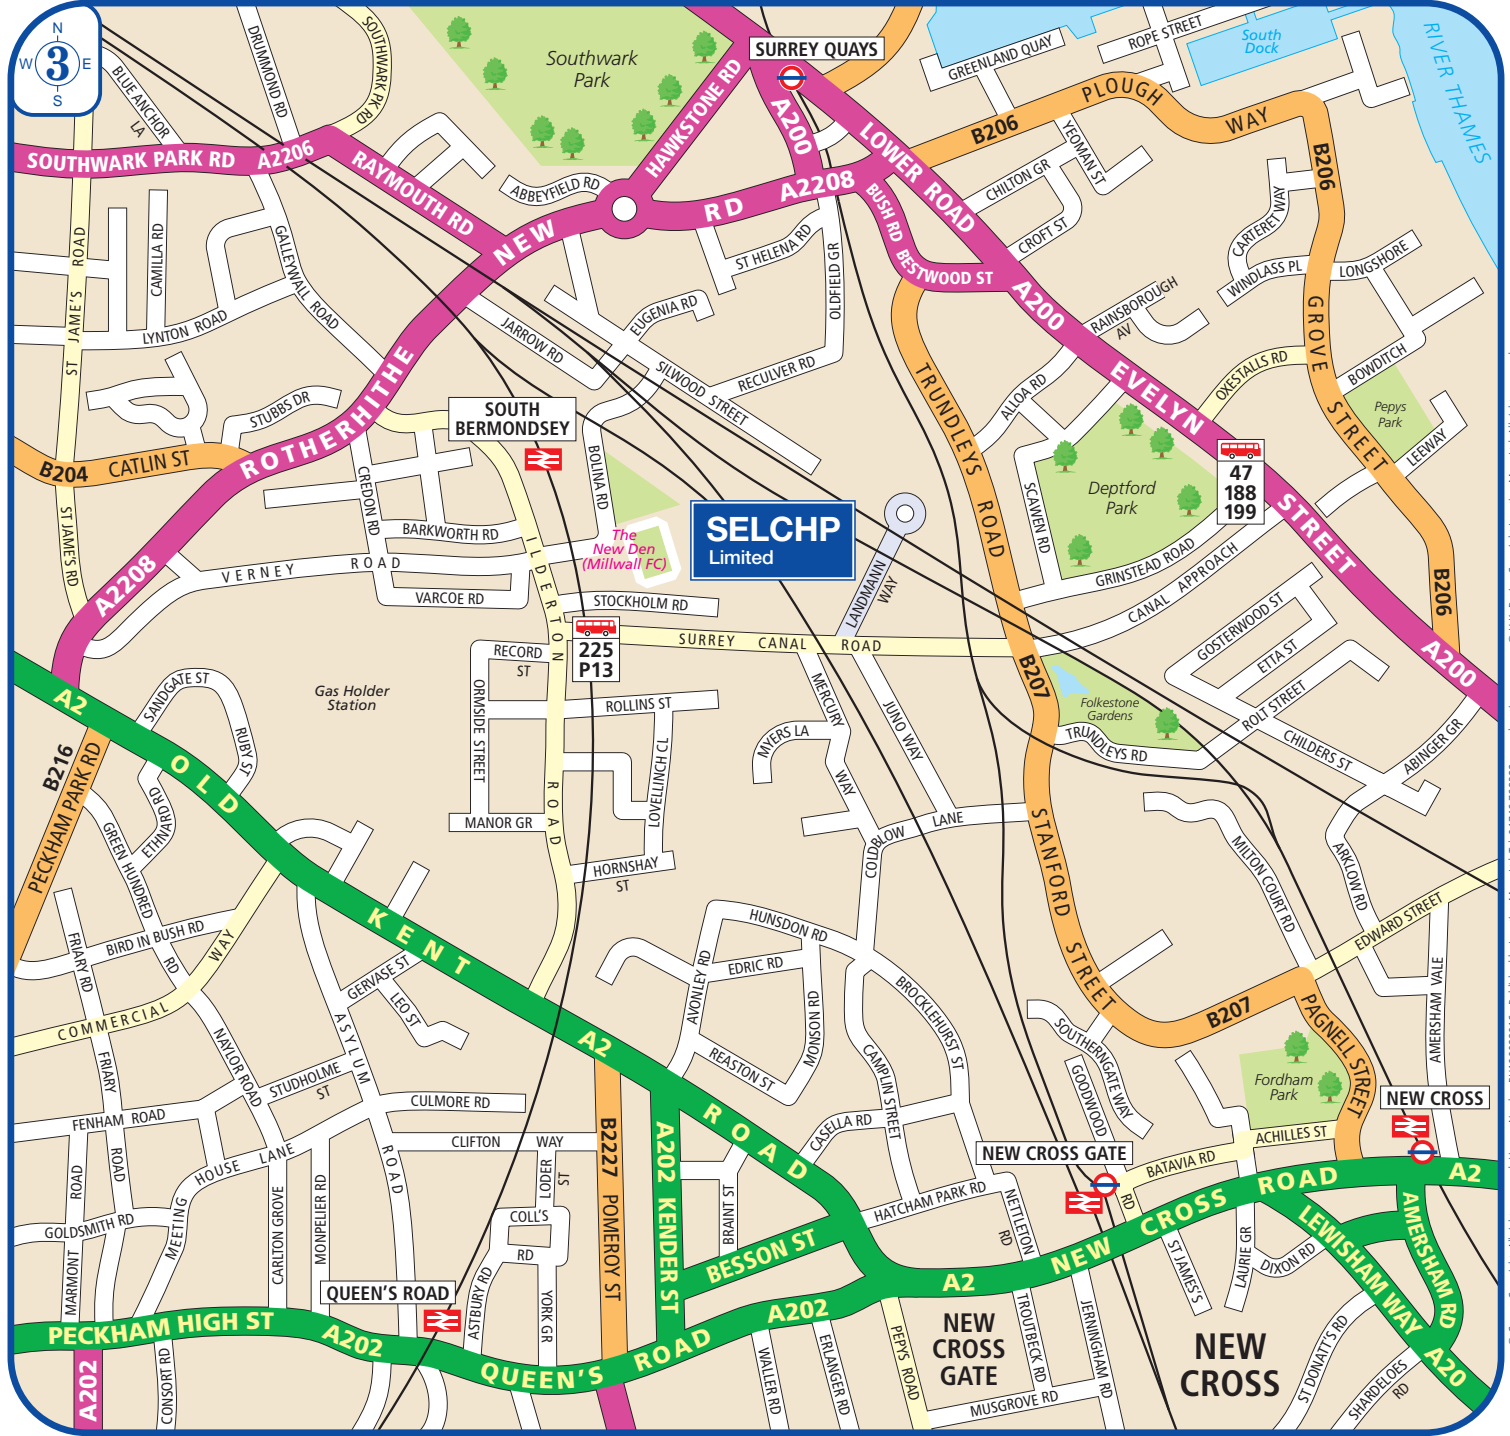 N
W 3 E
S
BLUE ANCHOR
LA
DRUMMOND RD
SOUTHWARK PK RD
Southwark
Park
SURREY QUAYS
GREENLAND QUAY
ROPE STREET
South
Dock
RIVER THAMES
SOUTHWARK PARK RD
A2206
RAYMOUTH RD
ABBEYFIELD RD
HAWKSTONE RD
A200
LOWER ROAD
B206
PLOUGH
WAY
B206
YEOMAN ST
CHILTON GR
CROFT ST
CARTERET WAY
WINDLASS PL
LONGSHORE
NEW
RD
A2208
BUSH RD
BESTWOOD ST
ST HELENA RD
OLDFIELD GR
EUGENIA RD
JARROW RD
SILWOOD STREET
RECULVER RD
ST JAME'S ROAD
CAMILLA RD
LYNTON ROAD
GALLEYWALL ROAD
STUBBS DR
ROTHERHITHE
A200
RAINSBOROUGH
AV
EVELYN
ALLOA RD
OXESTALLS RD
GROVE
STREET
BOWDITCH
Pepys
Park
LEEWAY
B204
CATLIN ST
ST JAME'S RD
CREDON RD
BARKWORTH RD
VERNEY ROAD
VARCOE RD
SOUTH
BERMONDSEY
BOLINA RD
The
New Den
(Millwall FC)
SELCHP
Limited
LANDMANN
WAY
TRUNDLEYS ROAD
SCAWEN RD
Deptford
Park
47
188
199
STREET
GRINSTEAD ROAD
CANAL APPROACH
GOSTERWOOD ST
ETTA ST
ROLT STREET
CHILDERS ST
ABINGER GR
B206
A200
A2208
ILDERTON
ROAD
STOCKHOLM RD
225
P13
SURREY CANAL ROAD
B207
Folkestone
Gardens
TRUNDLEYS RD
RECORD
ST
ORMSIDE STREET
ROLLINS ST
LOVELLINCH CL
MANOR GR
HORNSHAY
ST
Gas Holder
Station
A2
SANDGATE ST
RUBY ST
B216
PECKHAM PARK RD
OLD
ETHNARD RD
GREEN HUNDRED
RD
MERCURY
WAY
MYERS LA
JUNO WAY
COLDBLOW
LANE
STANFORD
STREET
MILTON COURT RD
ARKLOW RD
EDWARD STREET
AMERSHAM VALE
KENT
BIRD IN BUSH RD
FRIARY RD
COMMERCIAL
WAY
GERVASE ST
LEO ST
ASYLUM
ROAD
NAYLOR ROAD
STUDHOLME
ST
FRIARY
ROAD
FENHAM ROAD
CULMORE RD
CLIFTON WAY
HOUSE LANE
MEETING
GOLDSMITH RD
MARMONT ROAD
CARLTON GROVE
MONPELIER RD
LODER
ST
COLL'S
RD
ASTBURY RD
YORK GR
B2227
POMEROY ST
A2
ROAD
HUNSDON RD
EDRIC RD
AVONLEY RD
MONSON RD
REASTON ST
BROCKLEHURST ST
CAMPLIN STREET
CASELLA RD
HATCHAM PARK RD
NETTLETON
RD
SOUTHERNGATE WAY
GOODWOOD
RD
B207
PAGNELL STREET
Fordham
Park
NEW CROSS
ACHILLES ST
BATAVIA RD
NEW CROSS GATE
A202
KENDER ST
BRAINT ST
BESSON ST
A2
NEW CROSS ROAD
A2
ST JAMES'S
LAURIE GR
DIXON RD
LEWISHAM WAY
AMERSHAM RD
A20
QUEEN'S ROAD
PECKHAM HIGH ST
A202
QUEEN'S ROAD
A202
A202
CONSORT RD
WALLER RD
ERLANGER RD
PEPYS ROAD
NEW
CROSS
GATE
TROUTBECK RD
JERNINGHAM RD
MUSGROVE RD
NEW
CROSS
ST DONATT'S RD
SHARDELOES
RD